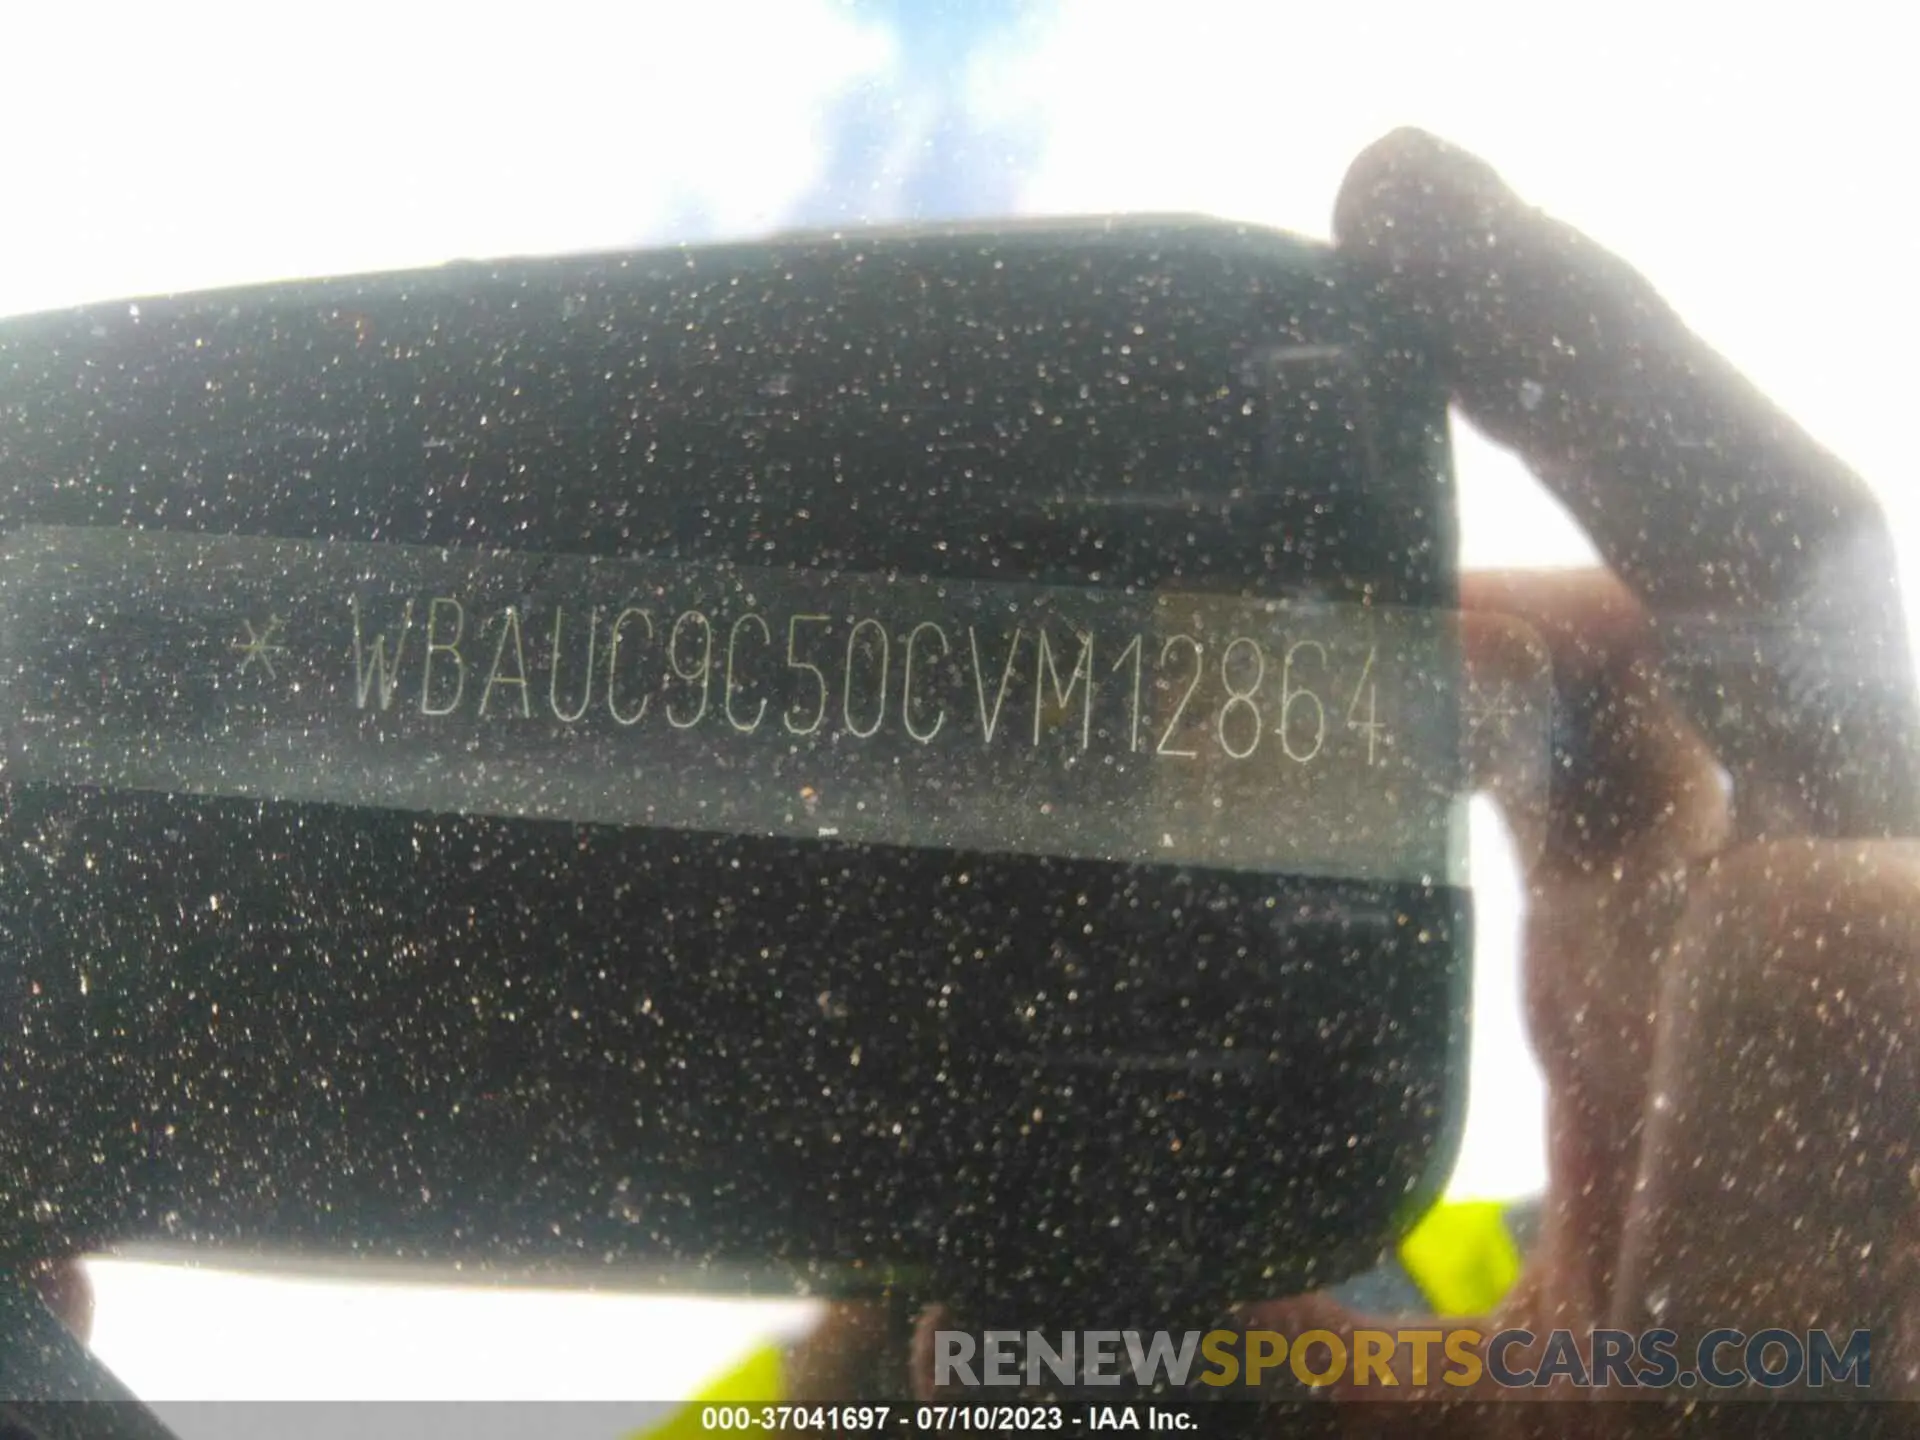 * WBAUC9C50CVM12864 *
RENEWSPORTSCARS.COM
000-37041697 - 07/10/2023 - IAA Inc.